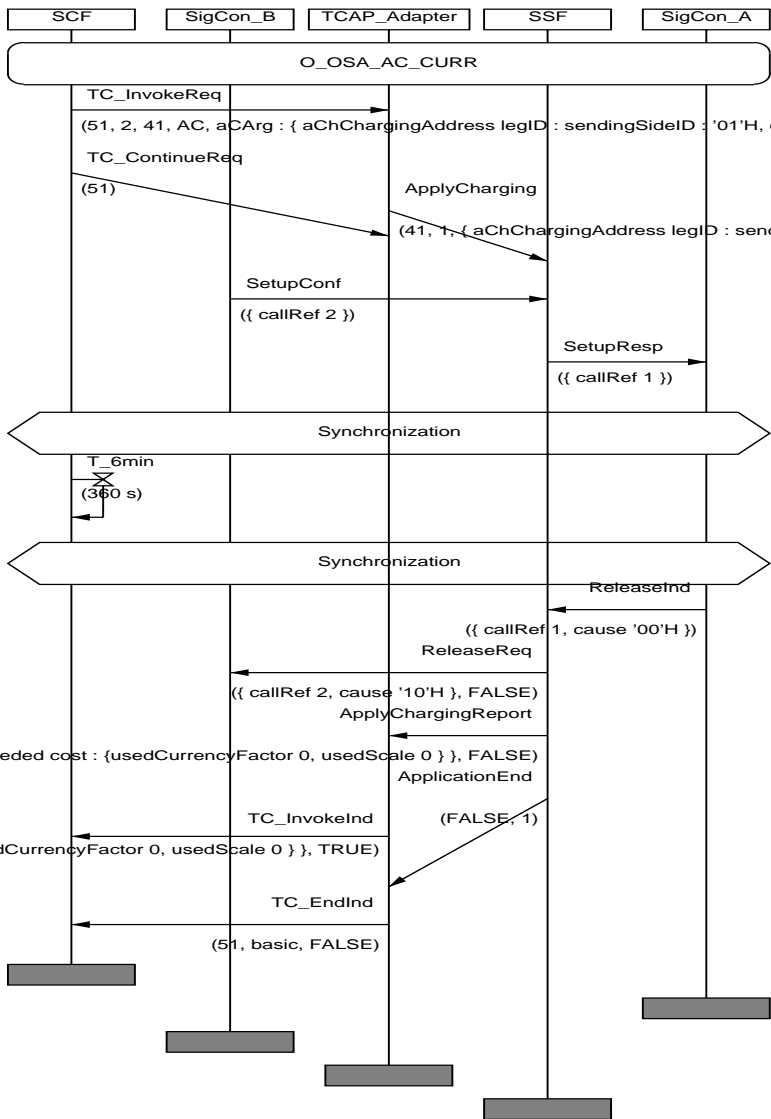 SCF SigCon_B TCAP_Adapter SSF SigCon_A
O_OSA_AC_CURR
TC_InvokeReq
(51, 2, 41, AC, aCArg : { aChChargingAddress legID : sendingSideID : '01'H,
TC_ContinueReq
(51)
ApplyCharging
(41, 1, { aChChargingAddress legID : send
SetupConf
({ callRef 2 })
SetupResp
({ callRef 1 })
Synchronization
T_6min
(360 s)
Synchronization
ReleaseInd
({ callRef 1, cause '00'H })
ReleaseReq
({ callRef 2, cause '10'H }, FALSE)
ApplyChargingReport
eded cost : {usedCurrencyFactor 0, usedScale 0 } }, FALSE)
ApplicationEnd
(FALSE, 1)
TC_InvokeInd
dCurrencyFactor 0, usedScale 0 } }, TRUE)
TC_EndInd
(51, basic, FALSE)